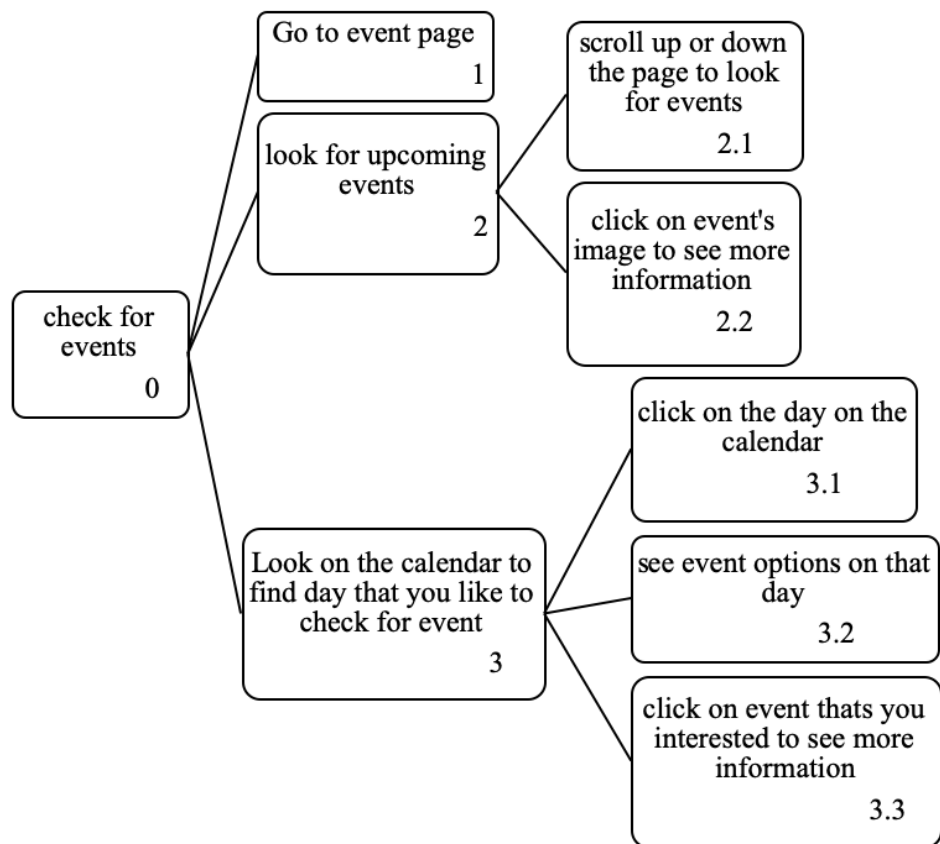 Go to event page
1
look for upcoming
events
2
scroll up or down
the page to look
for events
2.1
click on event's
image to see more
information
2.2
check for
events
0
Look on the calendar to
find day that you like to
check for event
3
click on the day on the
calendar
3.1
see event options on that
day
3.2
click on event thats you
interested to see more
information
3.3